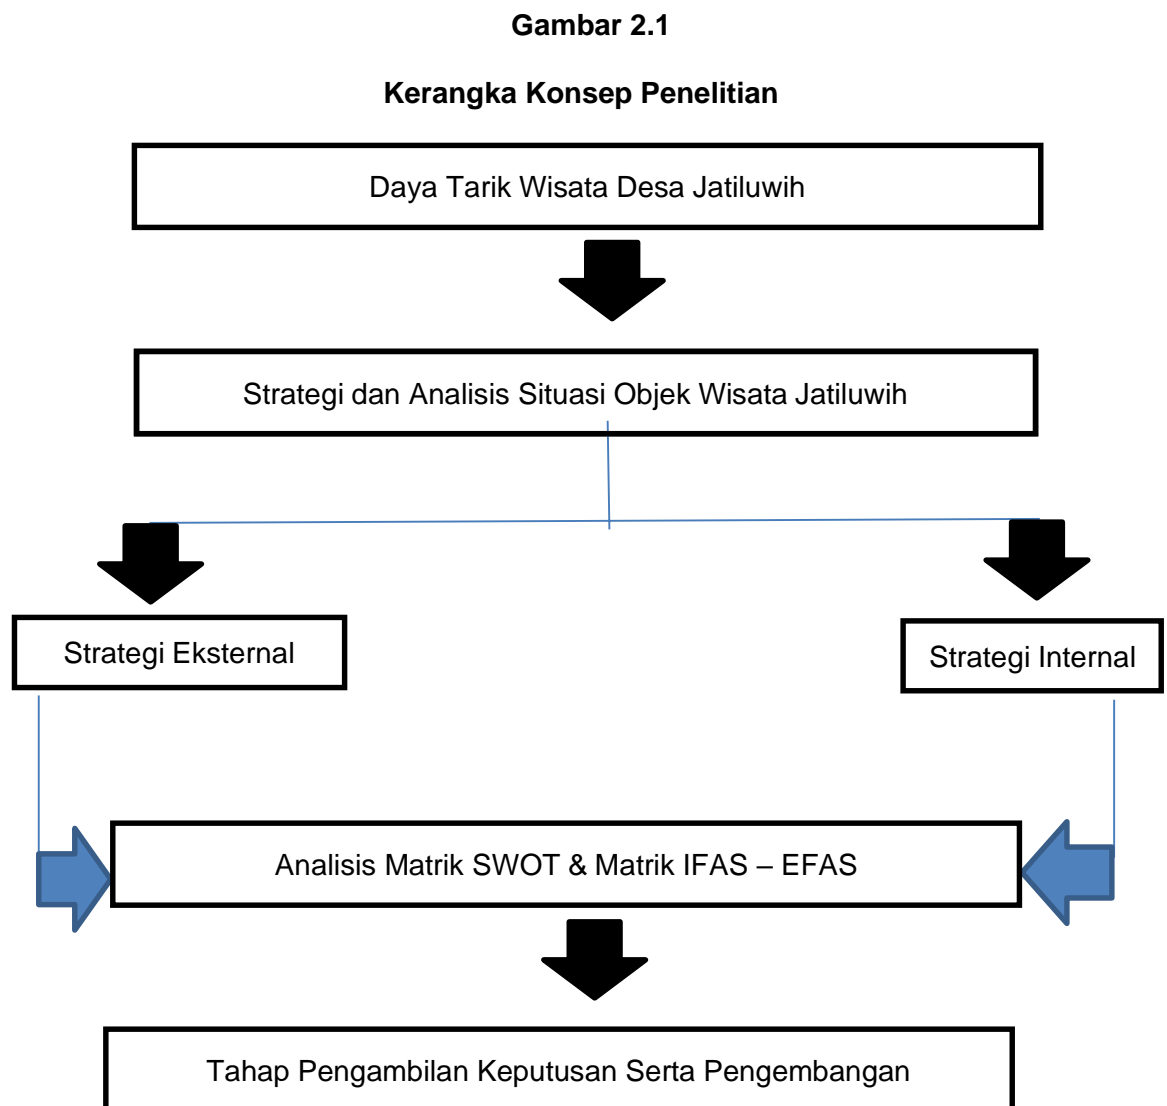 Gambar 2.1
Kerangka Konsep Penelitian
Daya Tarik Wisata Desa Jatiluwih
Strategi dan Analisis Situasi Objek Wisata Jatiluwih
Strategi Eksternal
Strategi Internal
Analisis Matrik SWOT & Matrik IFAS – EFAS
Tahap Pengambilan Keputusan Serta Pengembangan